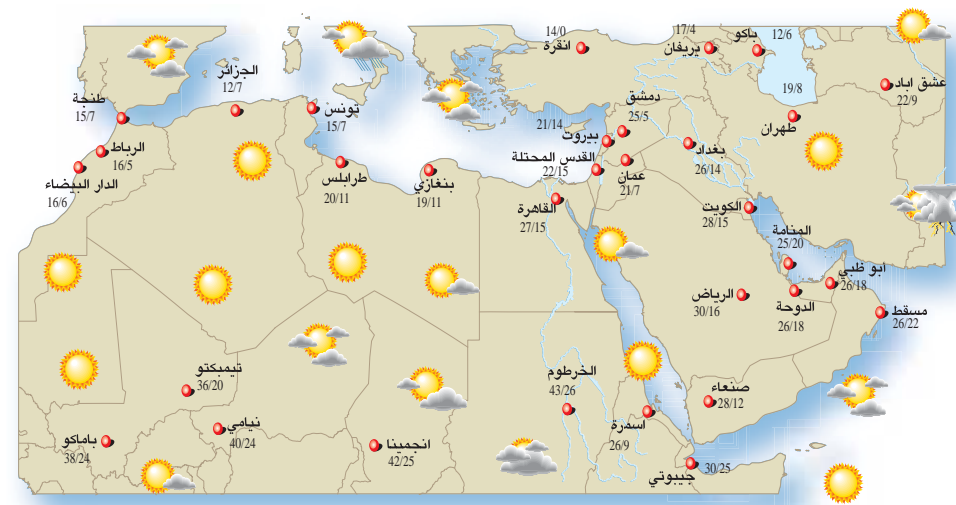 14/0
انقرة
17/4
يريفان
باكو
12/6
19/8
عشق اباد
22/9
طهران
الجزائر
12/7
طنجة
15/7
تونس
15/7
دمشق
25/5
21/14
بيروت
بغداد
26/14
القدس المحتلة
22/15
عمان
21/7
الرباط
16/5
الدار البيضاء
16/6
طرابلس
20/11
بنغازي
19/11
القاهرة
27/15
الكويت
28/15
المنامة
25/20
ابو ظبي
26/18
الرياض
30/16
الدوحة
26/18
مسقط
26/22
تيمبكتو
36/20
الخرطوم
43/26
صنعاء
28/12
نيامي
40/24
باماكو
38/24
انجمينا
42/25
اسمرة
26/9
جيبوتي
30/25